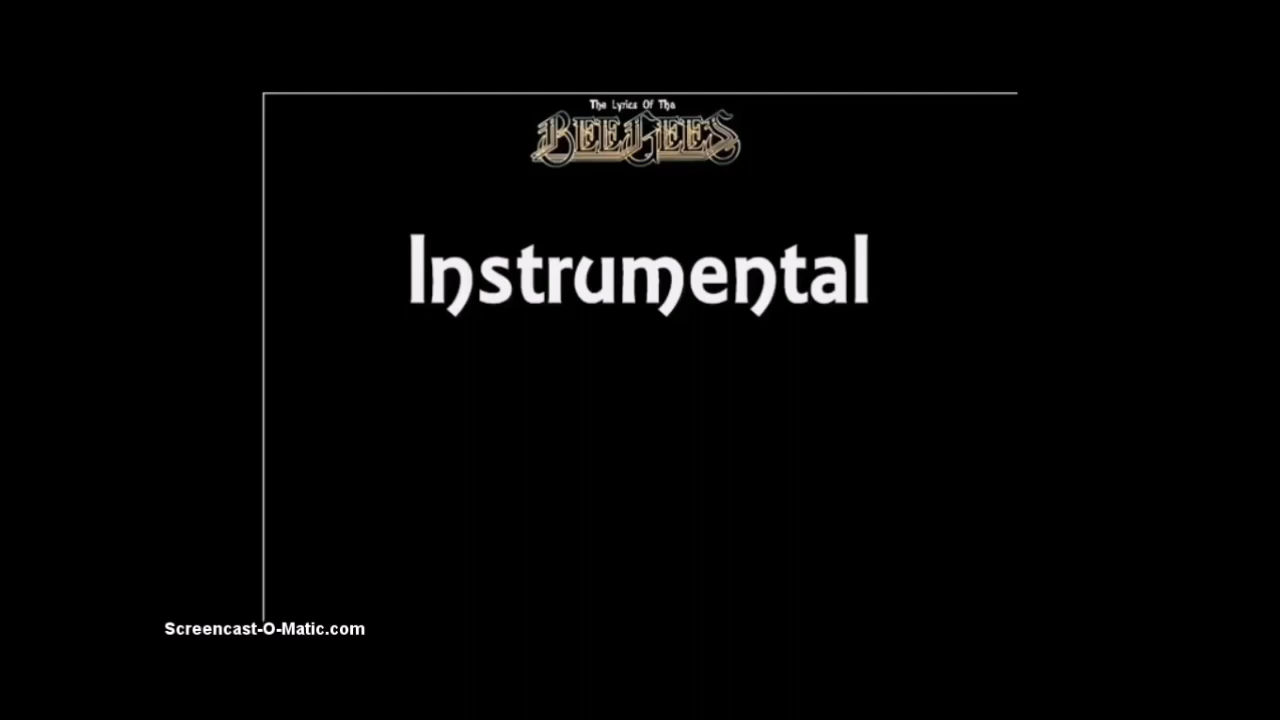 The Lyrics Of The
BEE GEES
Instrumental
Screencast-O-Matic.com